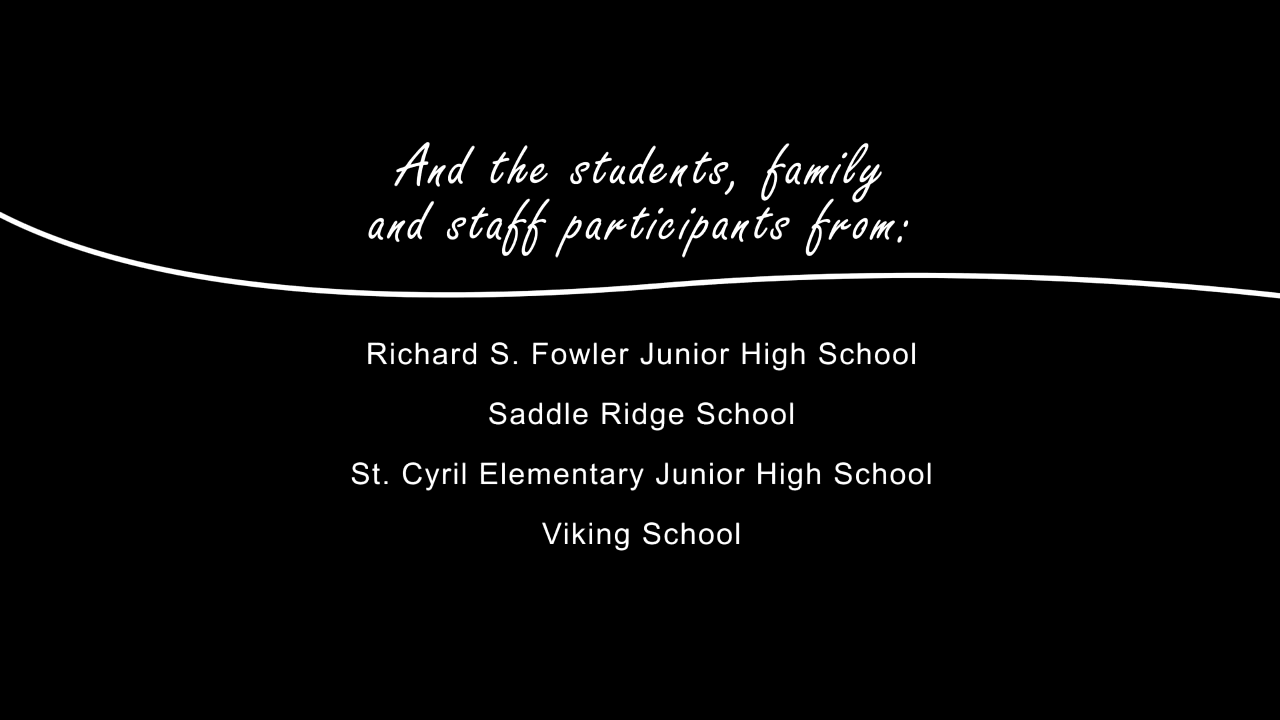 And the students, family
and staff participants from:
Richard S. Fowler Junior High School
Saddle Ridge School
St. Cyril Elementary Junior High School
Viking School